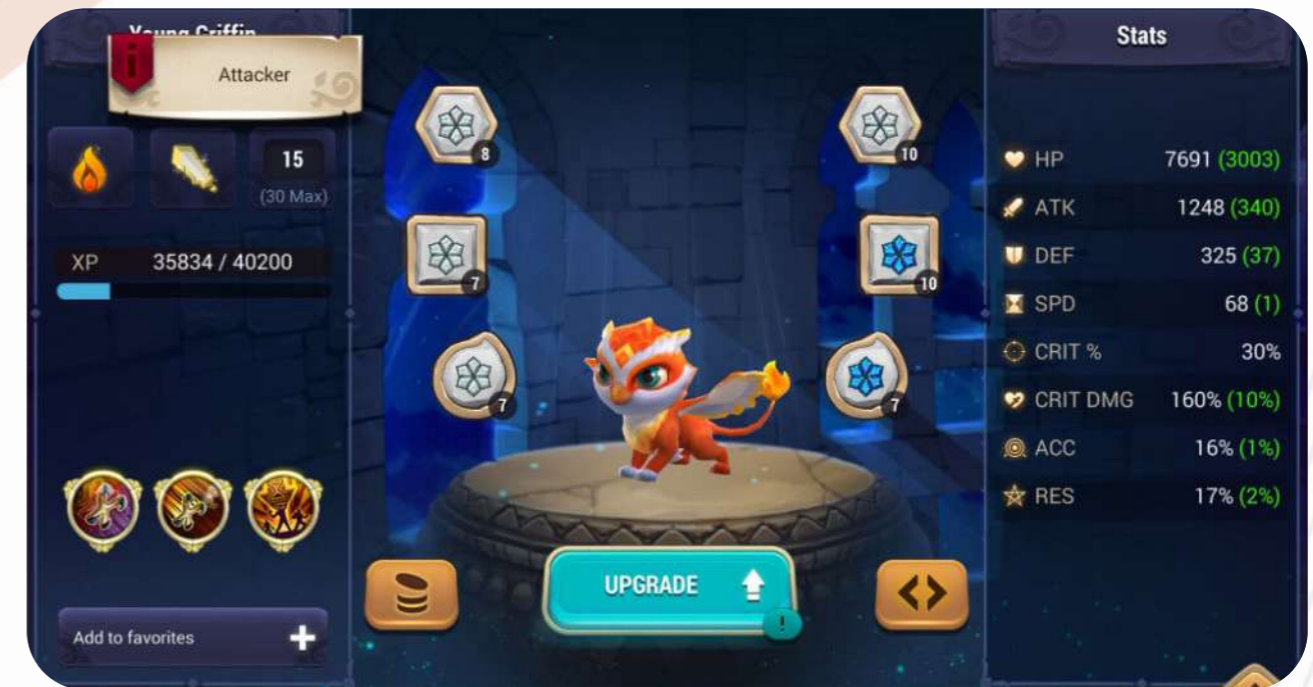 Young Griffin
Attacker
15
(30 Max)
XP 35834 / 40200
Add to favorites
8
7
7
10
10
7
UPGRADE
!
Stats
HP 7691 (3003)
ATK 1248 (340)
DEF 325 (37)
SPD 68 (1)
CRIT % 30%
CRIT DMG 160% (10%)
ACC 16% (1%)
RES 17% (2%)